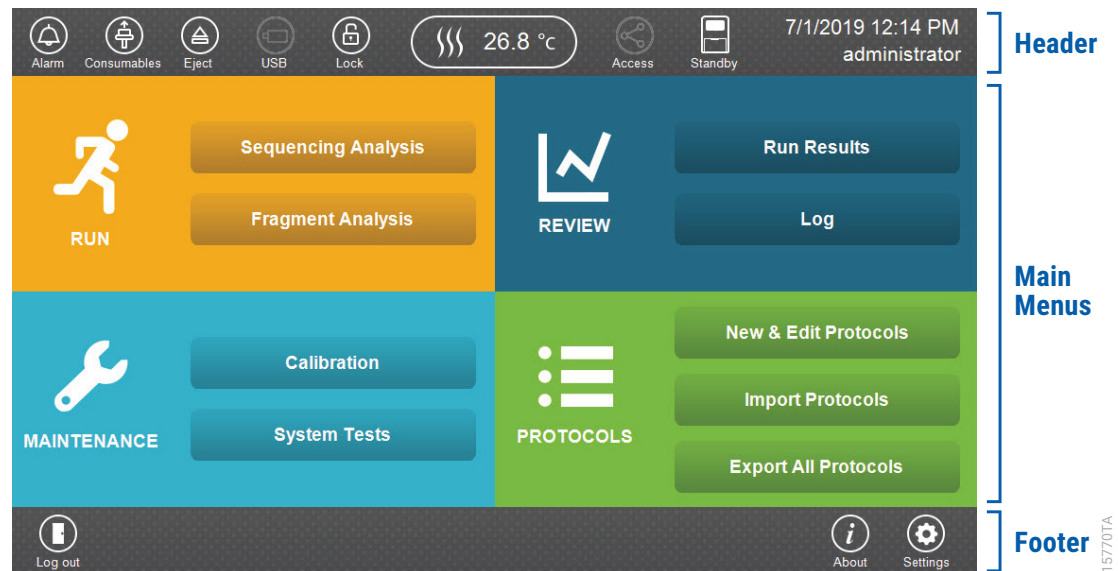 Alarm
Consumables
Eject
USB
Lock
26.8 °c
Access
Standby
7/1/2019 12:14 PM
administrator
Header
RUN
Sequencing Analysis
Fragment Analysis
REVIEW
Run Results
Log
Main
Menus
MAINTENANCE
Calibration
System Tests
PROTOCOLS
New & Edit Protocols
Import Protocols
Export All Protocols
Log out
i
About
Settings
Footer
15770TA